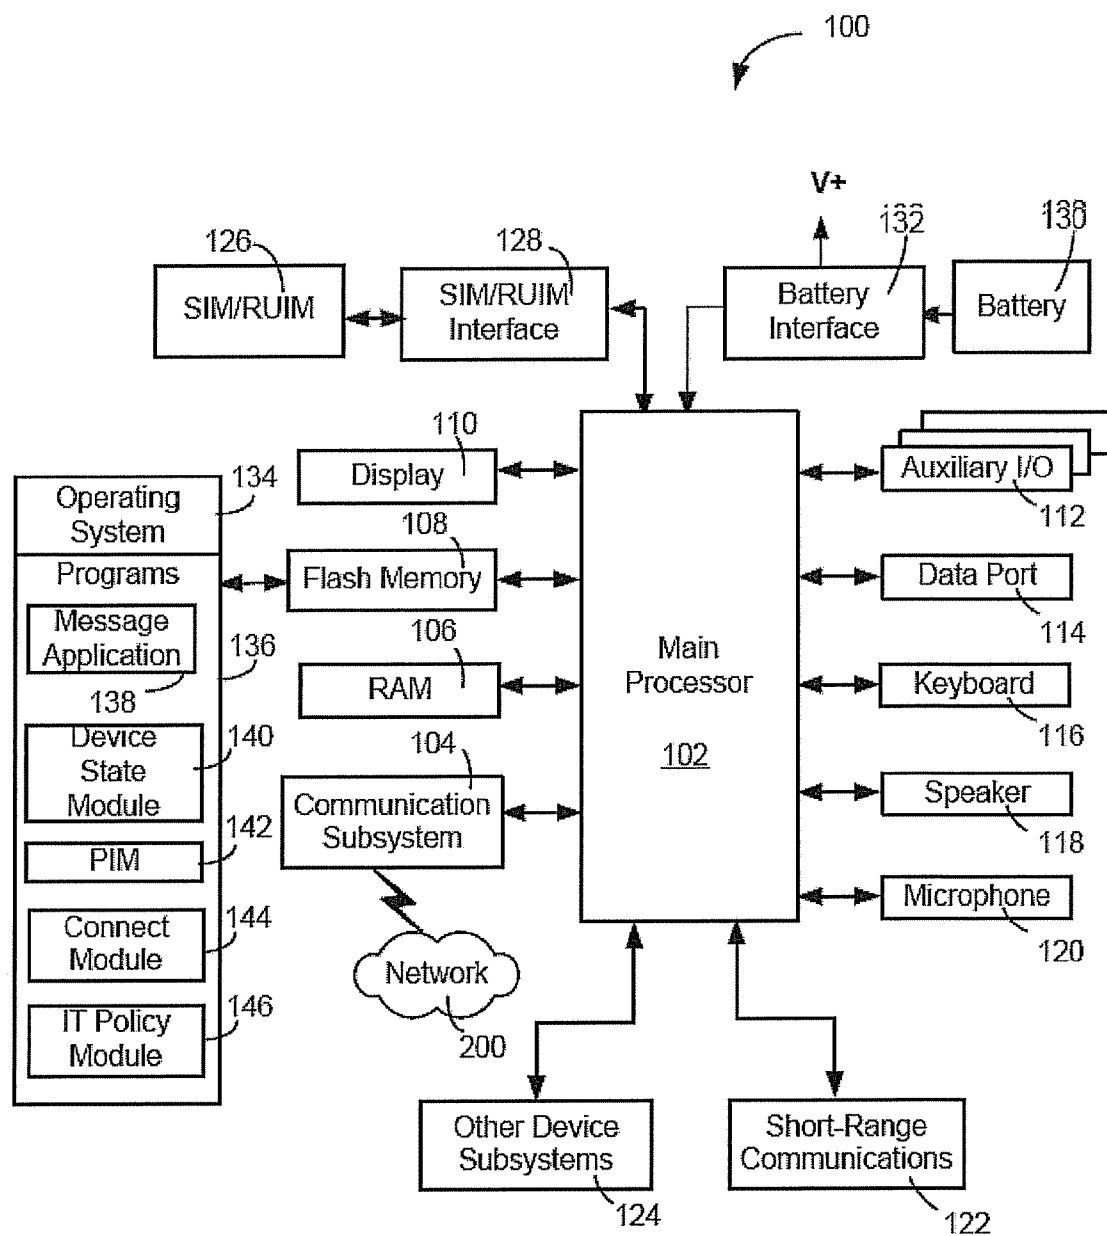 100
V+
126
128
132
130
SIM/RUIM
SIM/RUIM
Interface
Battery
Interface
Battery
110
Display
Auxiliary I/O
112
Operating
System
134
108
Flash Memory
Data Port
114
Programs
Message
Application
138
136
106
RAM
Main
Processor
102
Keyboard
116
Device
State
Module
140
104
Communication
Subsystem
Speaker
118
PIM
142
Microphone
120
Connect
Module
144
Network
200
IT Policy
Module
146
Other Device
Subsystems
124
Short-Range
Communications
122